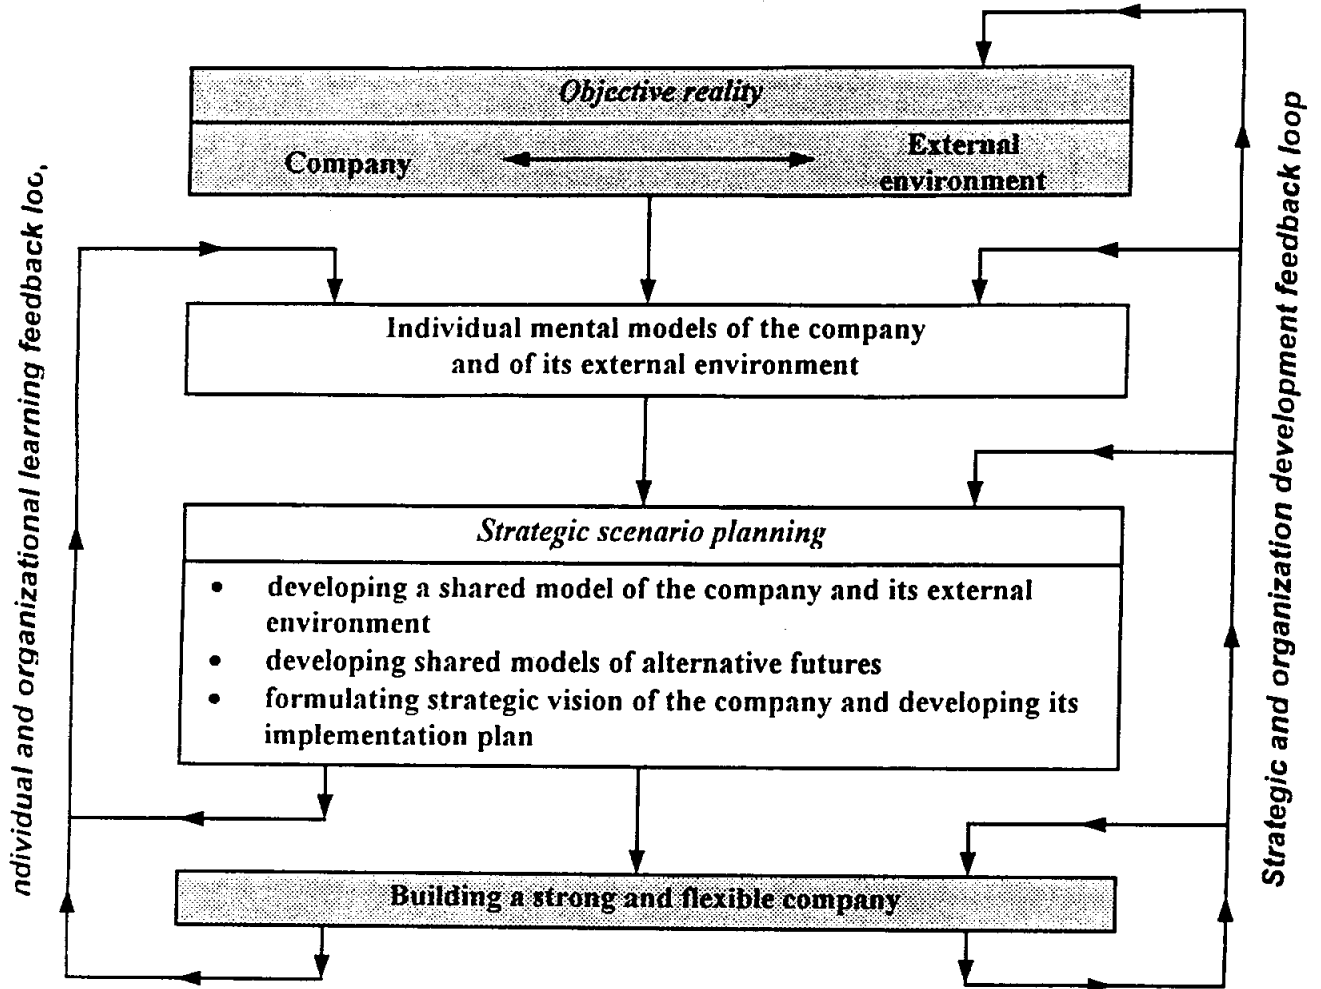 Objective reality
Company
External
environment
Individual mental models of the company
and of its external environment
Strategic scenario planning
• developing a shared model of the company and its external
environment
• developing shared models of alternative futures
• formulating strategic vision of the company and developing its
implementation plan
Building a strong and flexible company
ndividual and organizational learning feedback loo
Strategic and organization development feedback loop